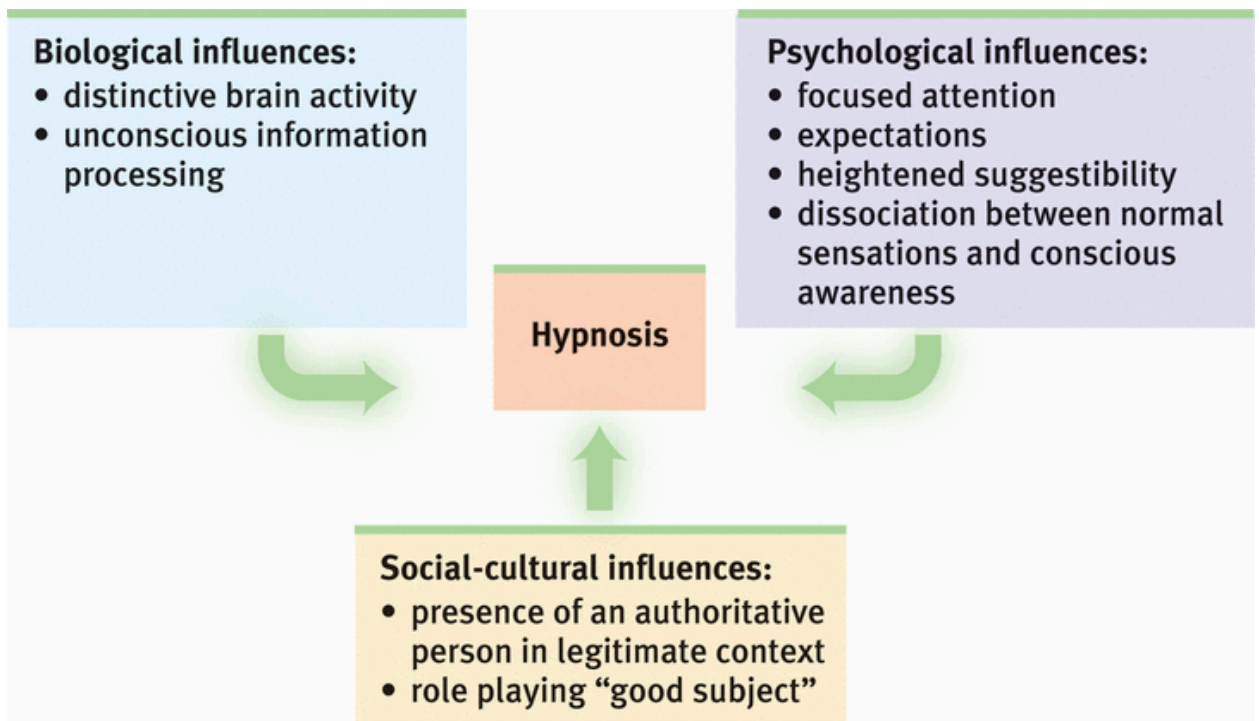 Biological influences:
• distinctive brain activity
• unconscious information
processing
Psychological influences:
• focused attention
• expectations
• heightened suggestibility
• dissociation between normal
sensations and conscious
awareness
Hypnosis
Social-cultural influences:
• presence of an authoritative
person in legitimate context
• role playing “good subject”